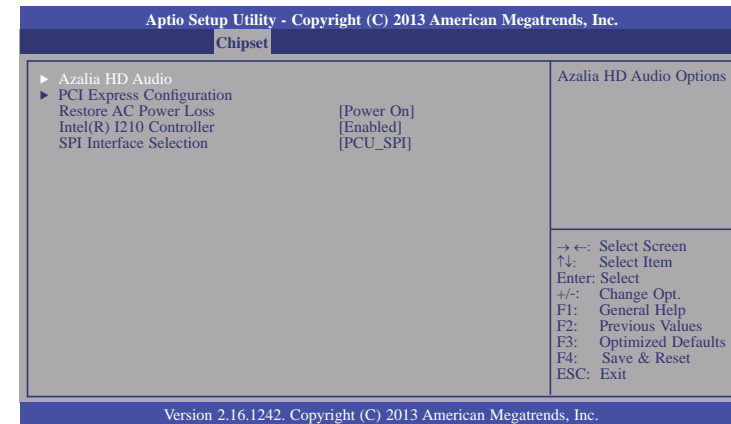 Aptio Setup Utility - Copyright (C) 2013 American Megatrends, Inc.
Chipset
► Azalia HD Audio
► PCI Express Configuration
Restore AC Power Loss [Power On]
Intel(R) I210 Controller [Enabled]
SPI Interface Selection [PCU_SPI]
Azalia HD Audio Options
→←: Select Screen
↑↓: Select Item
Enter: Select
+/-: Change Opt.
F1: General Help
F2: Previous Values
F3: Optimized Defaults
F4: Save & Reset
ESC: Exit
Version 2.16.1242. Copyright (C) 2013 American Megatrends, Inc.